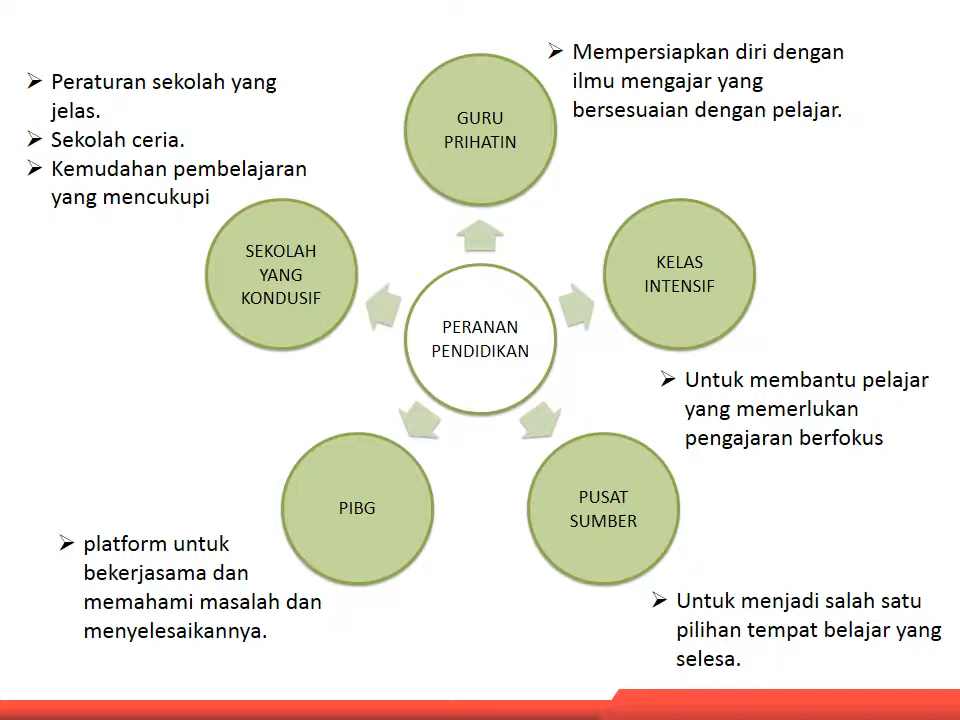 ➢ Peraturan sekolah yang
jelas.
➢ Sekolah ceria.
➢ Kemudahan pembelajaran
yang mencukupi
GURU
PRIHATIN
➢ Mempersiapkan diri dengan
ilmu mengajar yang
bersesuaian dengan pelajar.
SEKOLAH
YANG
KONDUSIF
KELAS
INTENSIF
PERANAN
PENDIDIKAN
➢ Untuk membantu pelajar
yang memerlukan
pengajaran berfokus
PIBG
PUSAT
SUMBER
➢ platform untuk
bekerjasama dan
memahami masalah dan
menyelesaikannya.
➢ Untuk menjadi salah satu
pilihan tempat belajar yang
selesa.